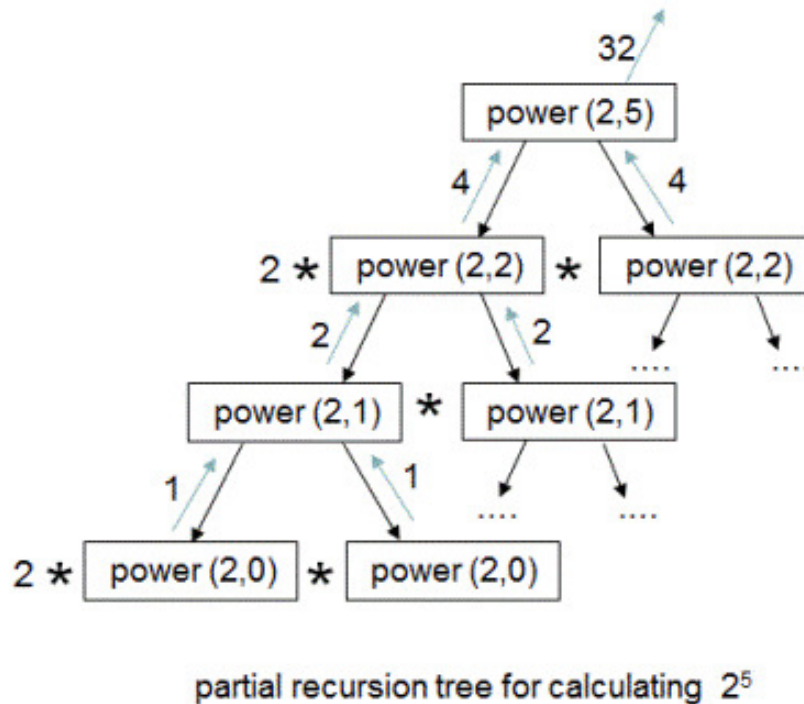 32
power (2,5)
4 4
2 * power (2,2) * power (2,2)
2 2
.... ....
power (2,1) * power (2,1)
1 1
.... ....
2 * power (2,0) * power (2,0)
partial recursion tree for calculating 2⁵